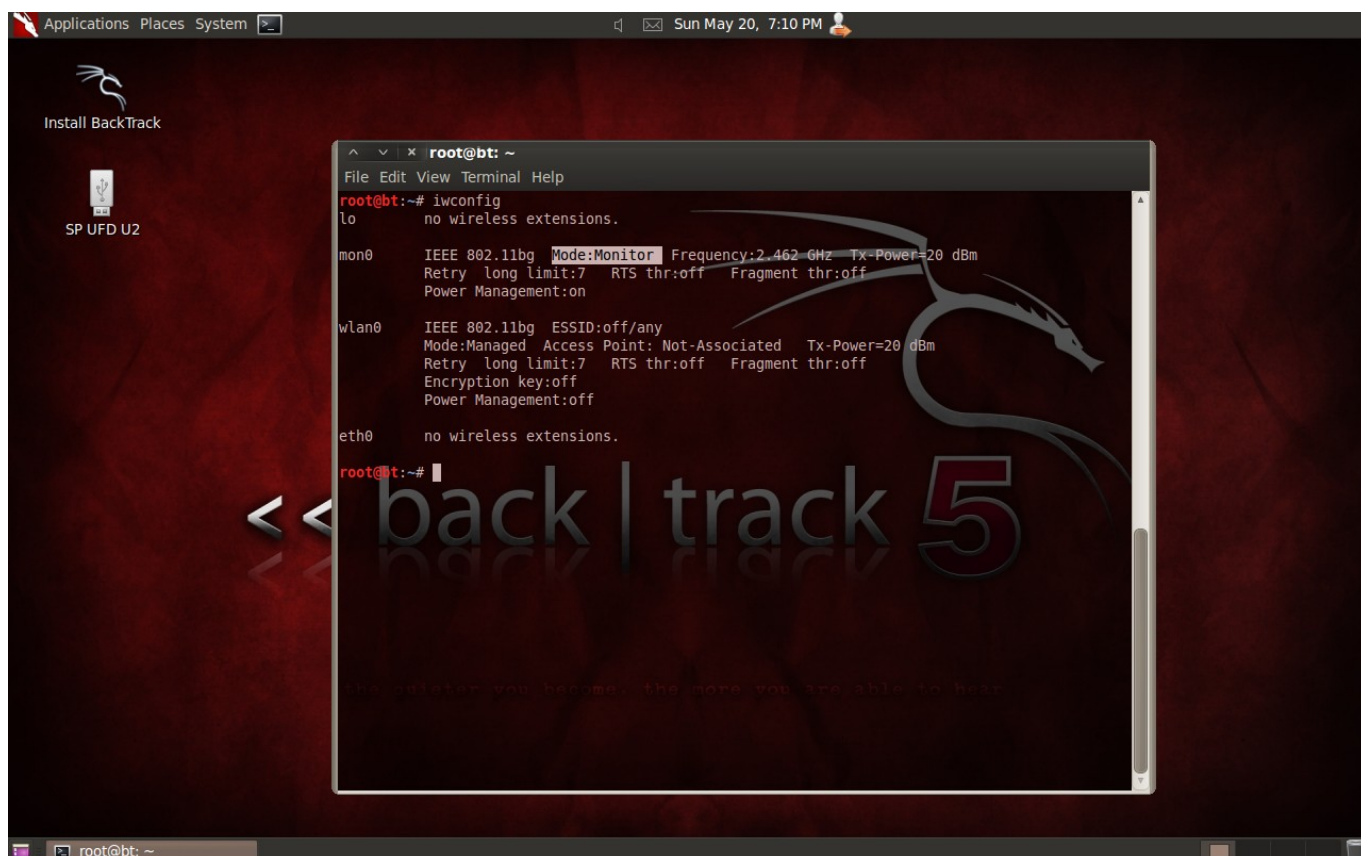 Applications Places System
Sun May 20, 7:10 PM
Install BackTrack
SP UFD U2
root@bt: ~
File Edit View Terminal Help
root@bt:~# iwconfig
lo        no wireless extensions.
mon0      IEEE 802.11bg  Mode:Monitor  Frequency:2.462 GHz  Tx-Power=20 dBm
Retry  long limit:7   RTS thr:off   Fragment thr:off
Power Management:on
wlan0     IEEE 802.11bg  ESSID:off/any
Mode:Managed  Access Point: Not-Associated   Tx-Power=20 dBm
Retry  long limit:7   RTS thr:off   Fragment thr:off
Encryption key:off
Power Management:off
eth0      no wireless extensions.
root@bt:~#
<< back | track 5
the quieter you become, the more you are able to hear
root@bt: ~